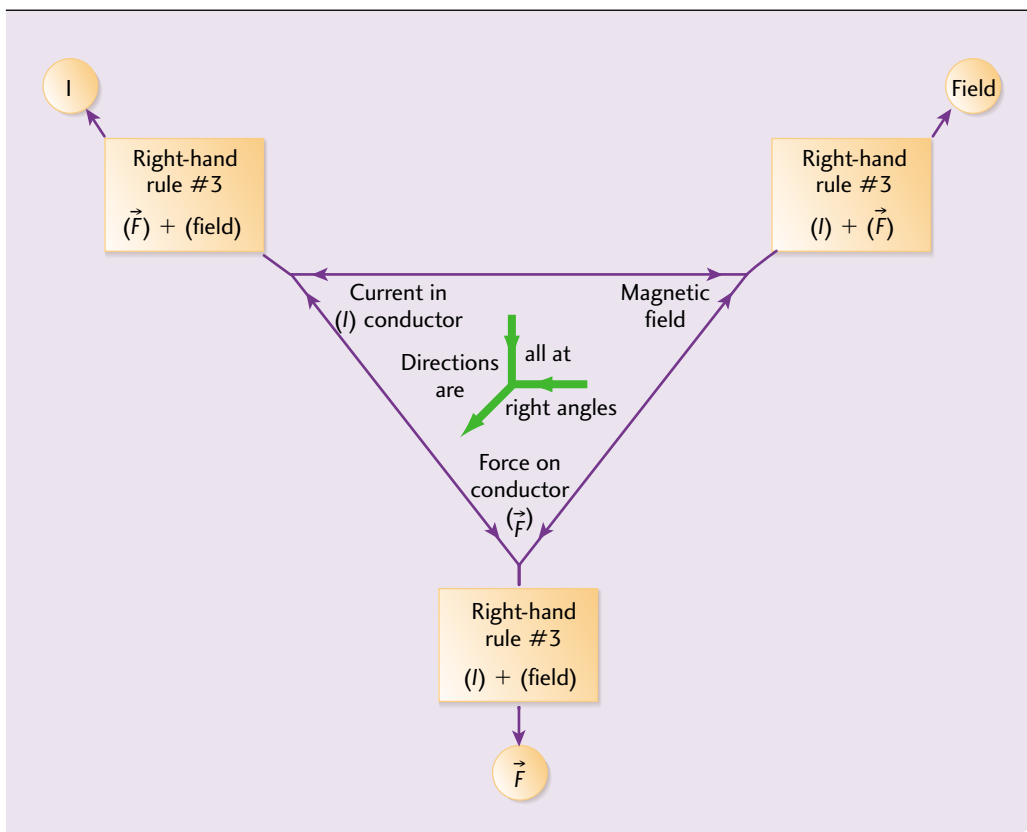 I
Field
Right-hand
rule #3
(F⃗) + (field)
Right-hand
rule #3
(I) + (F⃗)
Current in
(I) conductor
Magnetic
field
Directions
are
all at
right angles
Force on
conductor
(F⃗)
Right-hand
rule #3
(I) + (field)
F⃗